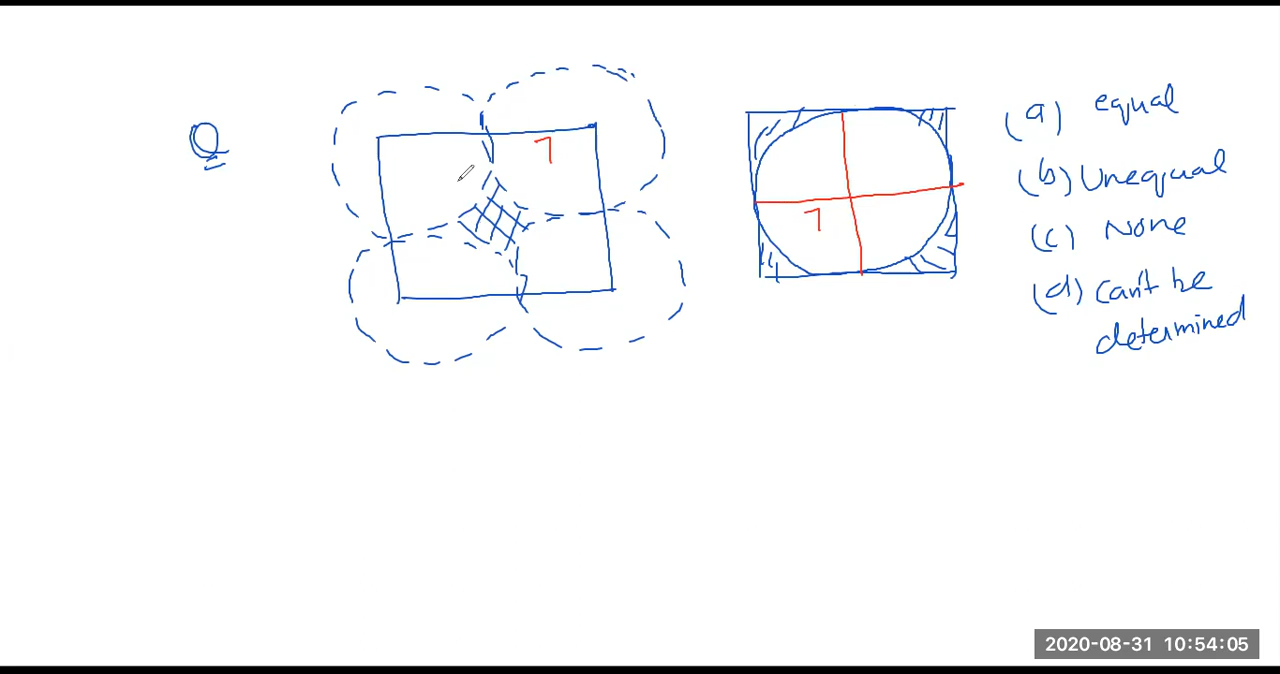 Q
7
7
(a) equal
(b) Unequal
(c) None
(d) Can't be
determined
2020-08-31 10:54:05